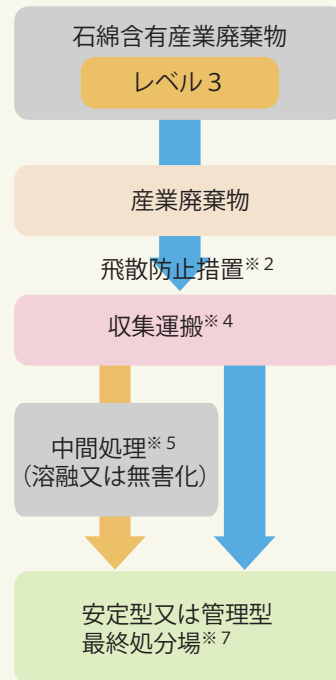 石綿含有産業廃棄物
レベル3
産業廃棄物
飛散防止措置※2
収集運搬※4
中間処理※5
（溶融又は無害化）
安定型又は管理型
最終処分場※7